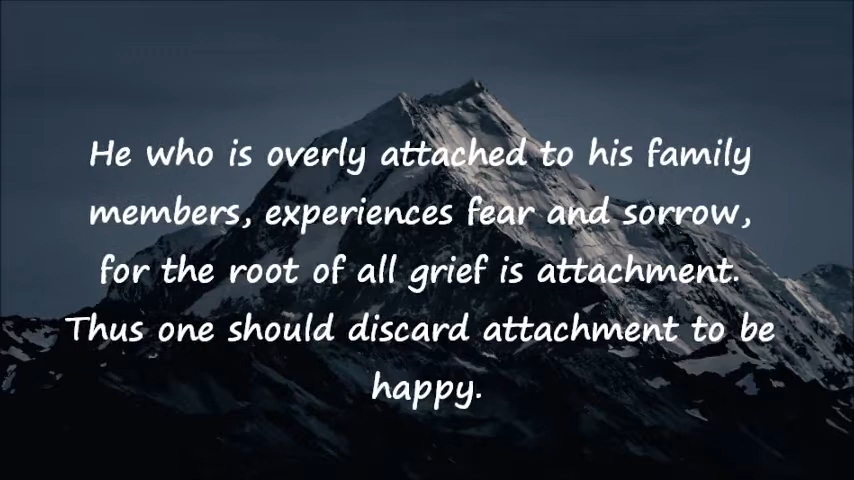 He who is overly attached to his family
members, experiences fear and sorrow,
for the root of all grief is attachment.
Thus one should discard attachment to be
happy.